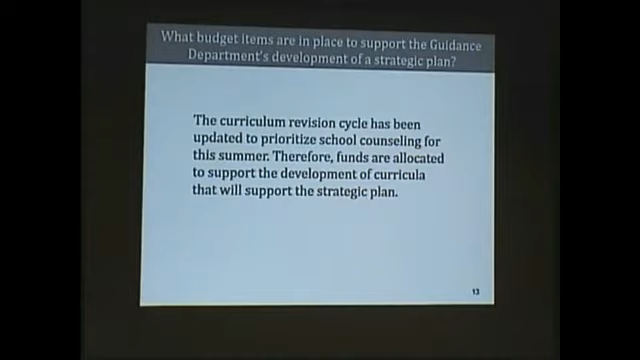 What budget items are in place to support the Guidance
Department's development of a strategic plan?
The curriculum revision cycle has been
updated to prioritize school counseling for
this summer. Therefore, funds are allocated
to support the development of curricula
that will support the strategic plan.
13